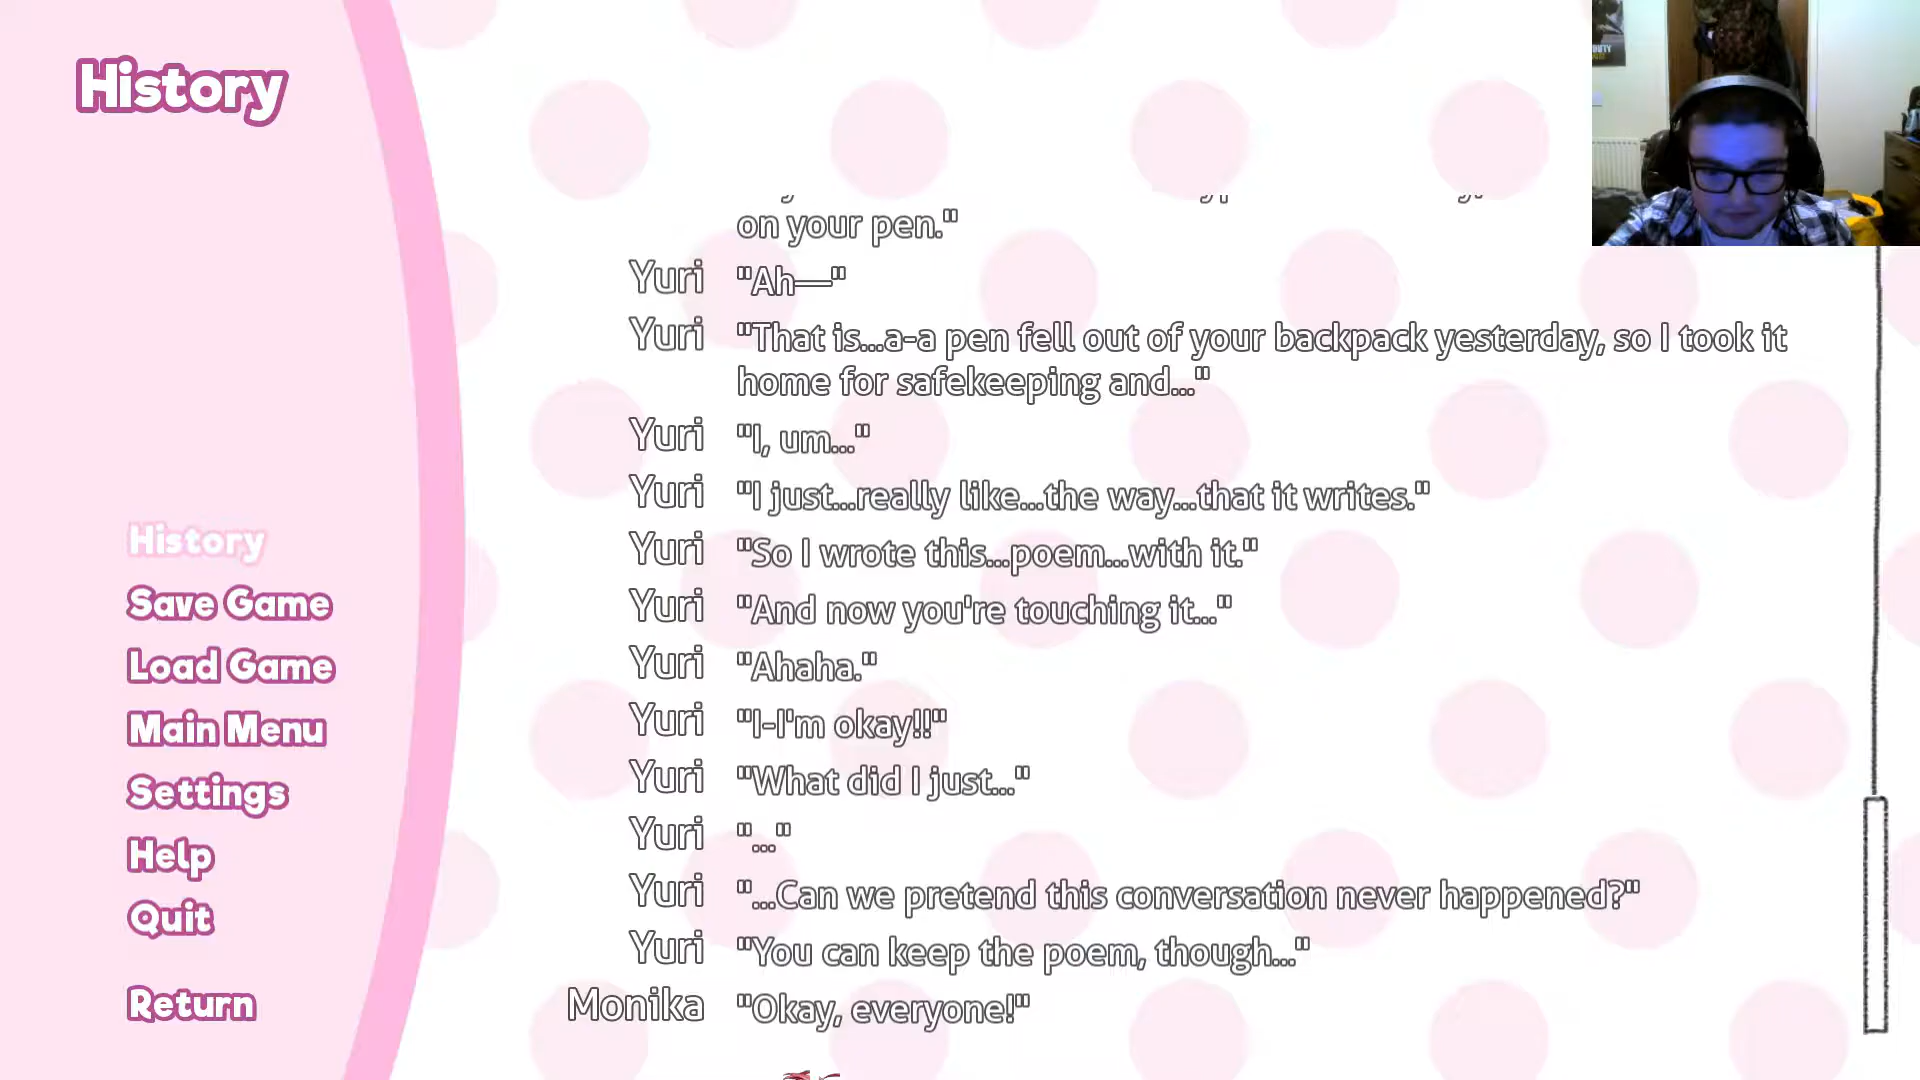 History
on your pen."
Yuri "Ah—"
Yuri "That is...a-a pen fell out of your backpack yesterday, so I took it
home for safekeeping and..."
Yuri "I, um..."
Yuri "I just...really like...the way...that it writes."
Yuri "So I wrote this...poem...with it."
Yuri "And now you're touching it..."
Yuri "Ahaha."
Yuri "I-I'm okay!!"
Yuri "What did I just..."
Yuri "..."
Yuri "...Can we pretend this conversation never happened?"
Yuri "You can keep the poem, though..."
Monika "Okay, everyone!"
History
Save Game
Load Game
Main Menu
Settings
Help
Quit
Return